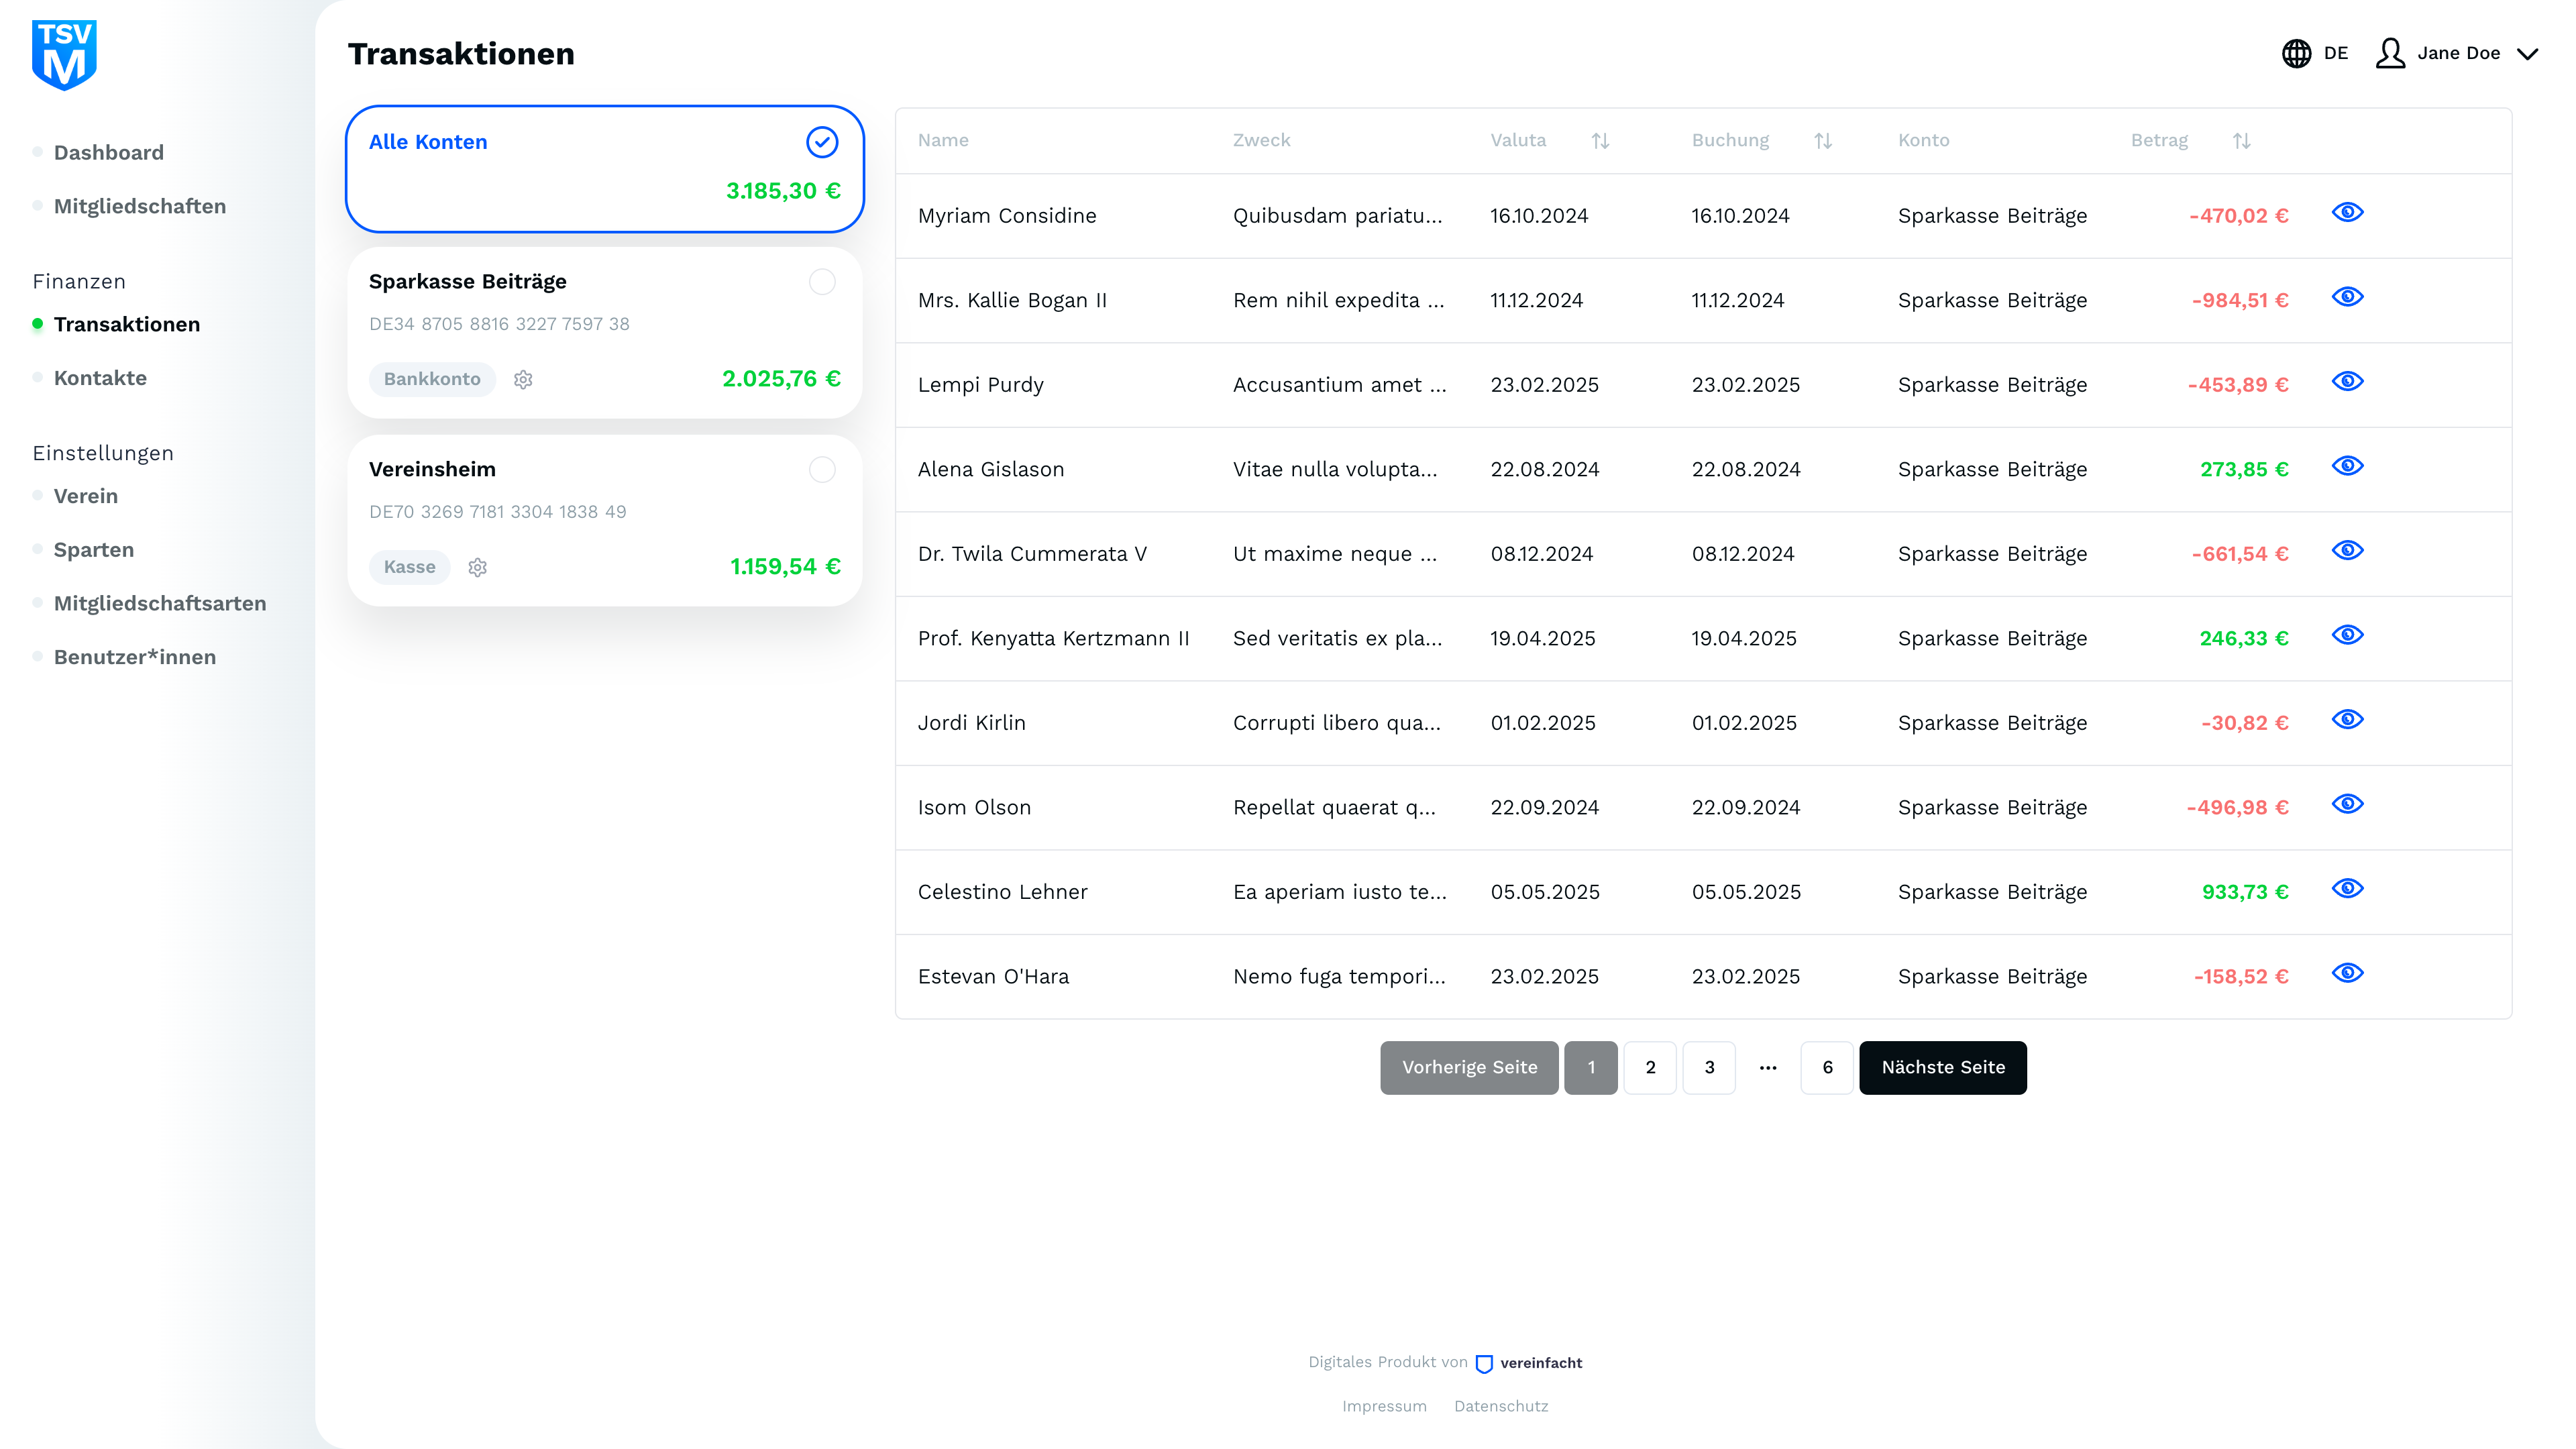 TSV
M
Dashboard
Mitgliedschaften
Finanzen
Transaktionen
Kontakte
Einstellungen
Verein
Sparten
Mitgliedschaftsarten
Benutzer*innen
Transaktionen
DE Jane Doe
Alle Konten
3.185,30 €
Sparkasse Beiträge
DE34 8705 8816 3227 7597 38
Bankkonto 2.025,76 €
Vereinsheim
DE70 3269 7181 3304 1838 49
Kasse 1.159,54 €
Name Zweck Valuta Buchung Konto Betrag
Myriam Considine Quibusdam pariatu... 16.10.2024 16.10.2024 Sparkasse Beiträge -470,02 €
Mrs. Kallie Bogan II Rem nihil expedita ... 11.12.2024 11.12.2024 Sparkasse Beiträge -984,51 €
Lempi Purdy Accusantium amet ... 23.02.2025 23.02.2025 Sparkasse Beiträge -453,89 €
Alena Gislason Vitae nulla volupta... 22.08.2024 22.08.2024 Sparkasse Beiträge 273,85 €
Dr. Twila Cummerata V Ut maxime neque ... 08.12.2024 08.12.2024 Sparkasse Beiträge -661,54 €
Prof. Kenyatta Kertzmann II Sed veritatis ex pla... 19.04.2025 19.04.2025 Sparkasse Beiträge 246,33 €
Jordi Kirlin Corrupti libero qua... 01.02.2025 01.02.2025 Sparkasse Beiträge -30,82 €
Isom Olson Repellat quaerat q... 22.09.2024 22.09.2024 Sparkasse Beiträge -496,98 €
Celestino Lehner Ea aperiam iusto te... 05.05.2025 05.05.2025 Sparkasse Beiträge 933,73 €
Estevan O'Hara Nemo fuga tempori... 23.02.2025 23.02.2025 Sparkasse Beiträge -158,52 €
Vorherige Seite 1 2 3 ... 6 Nächste Seite
Digitales Produkt von vereinfacht
Impressum Datenschutz